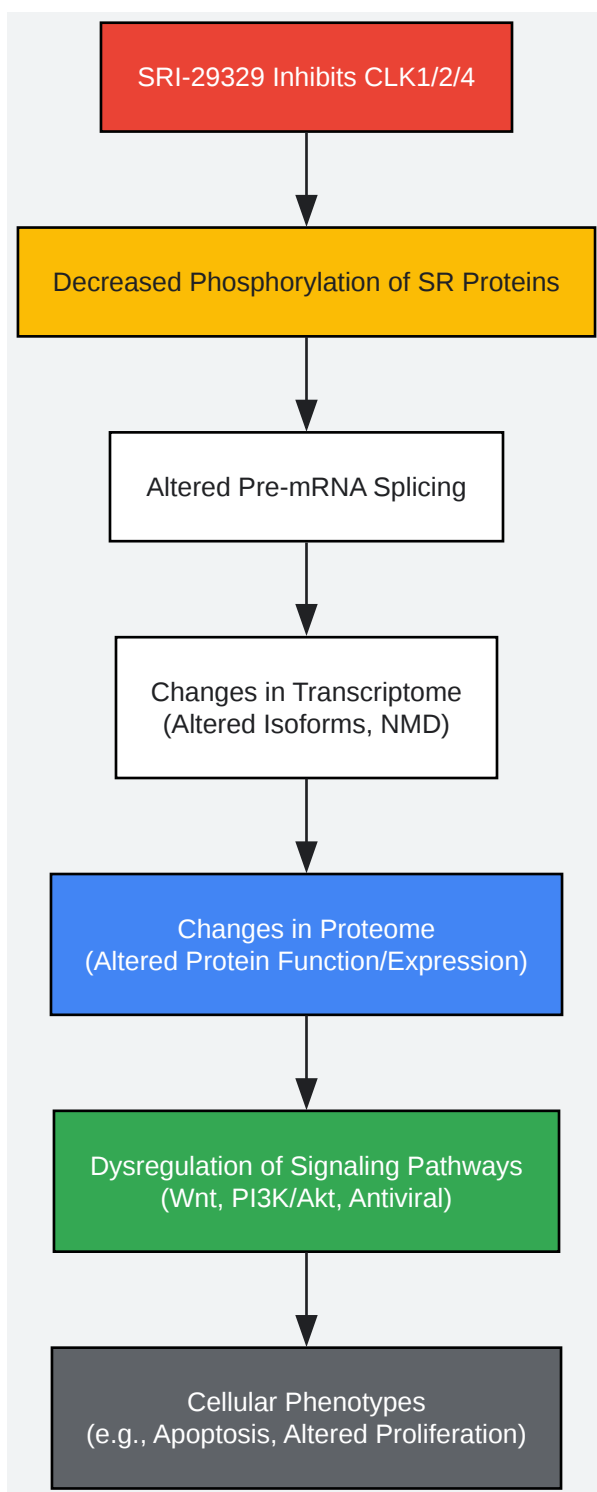 SRI-29329 Inhibits CLK1/2/4
Decreased Phosphorylation of SR Proteins
Altered Pre-mRNA Splicing
Changes in Transcriptome
(Altered Isoforms, NMD)
Changes in Proteome
(Altered Protein Function/Expression)
Dysregulation of Signaling Pathways
(Wnt, PI3K/Akt, Antiviral)
Cellular Phenotypes
(e.g., Apoptosis, Altered Proliferation)